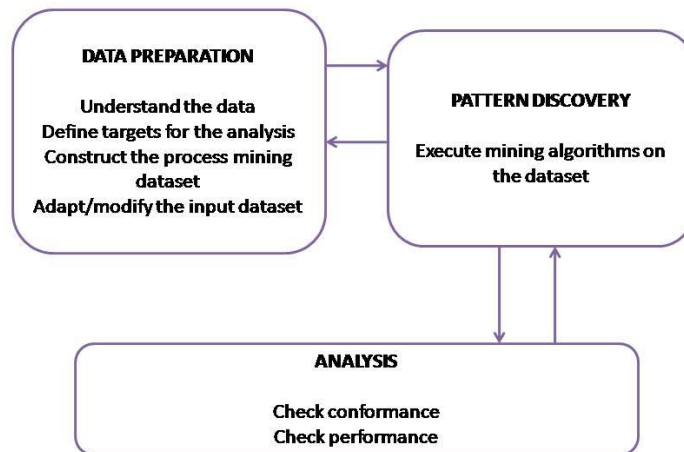 DATA PREPARATION
Understand the data
Define targets for the analysis
Construct the process mining
dataset
Adapt/modify the input dataset
PATTERN DISCOVERY
Execute mining algorithms on
the dataset
ANALYSIS
Check conformance
Check performance